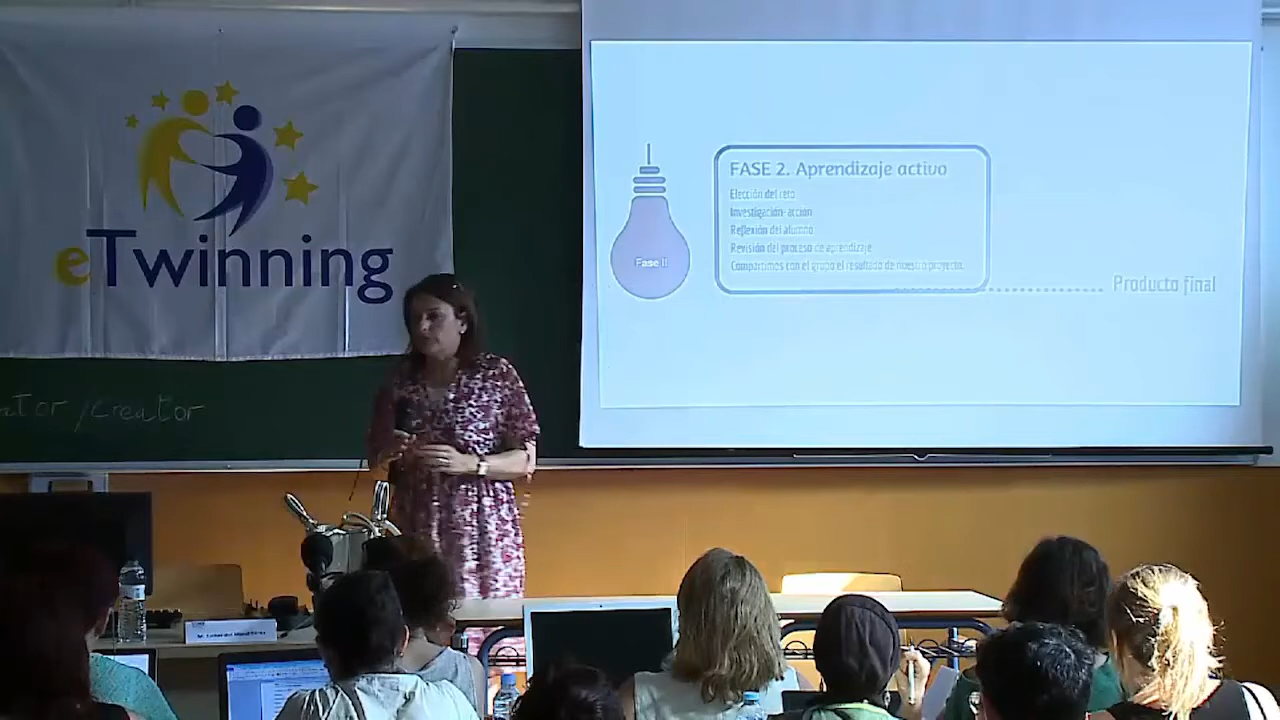 eTwinning
/creator
FASE 2. Aprendizaje activo
Elección del reto
Investigación-acción
Reflexión del alumno
Revisión del proceso de aprendizaje
Compartimos con el grupo el resultado de nuestro proyecto.
Fase II
Producto final